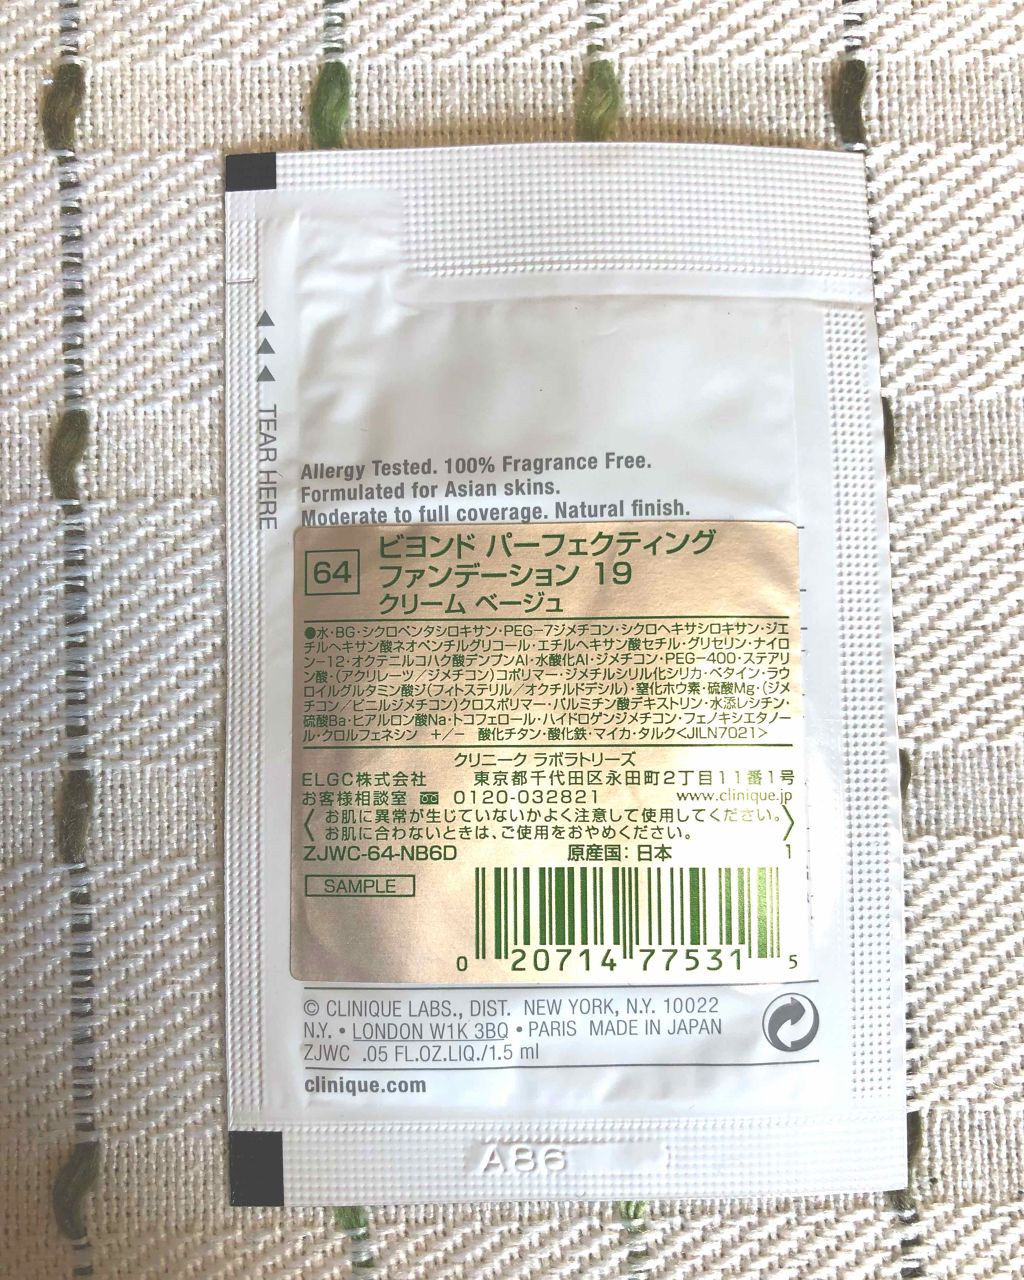 TEAR HERE
Allergy Tested. 100% Fragrance Free.
Formulated for Asian skins.
Moderate to full coverage. Natural finish.
64
ビヨンド パーフェクティング
ファンデーション 19
クリーム ベージュ
●水・BG・シクロペンタシロキサン・PEG-7ジメチコン・シクロヘキサシロキサン・ジエ
チルヘキサン酸ネオペンチルグリコール・エチルヘキサン酸セチル・グリセリン・ナイロ
ン-12・オクテニルコハク酸デンプンAl・水酸化Al・ジメチコン・PEG-400・ステアリ
ン酸・(アクリレーツ/ジメチコン)コポリマー・ジメチルシリル化シリカ・ベタイン・ラウ
ロイルグルタミン酸ジ(フィトステリル/オクチルドデシル)・窒化ホウ素・硫酸Mg・(ジメ
チコン/ビニルジメチコン)クロスポリマー・パルミチン酸デキストリン・水添レシチン・
硫酸Ba・ヒアルロン酸Na・トコフェロール・ハイドロゲンジメチコン・フェノキシエタノー
ル・クロルフェネシン +/- 酸化チタン・酸化鉄・マイカ・タルク<JILN7021>
クリニーク ラボラトリーズ
ELGC株式会社 東京都千代田区永田町2丁目11番1号
お客様相談室 0120-032821 www.clinique.jp
〈お肌に異常が生じていないかよく注意して使用してください。
お肌に合わないときは、ご使用をおやめください。〉
ZJWC-64-NB6D 原産国:日本 1
SAMPLE
0 20714 77531 5
© CLINIQUE LABS., DIST. NEW YORK, N.Y. 10022
N.Y. • LONDON W1K 3BQ • PARIS MADE IN JAPAN
ZJWC .05 FL.OZ.LIQ./1.5 ml
clinique.com
A86